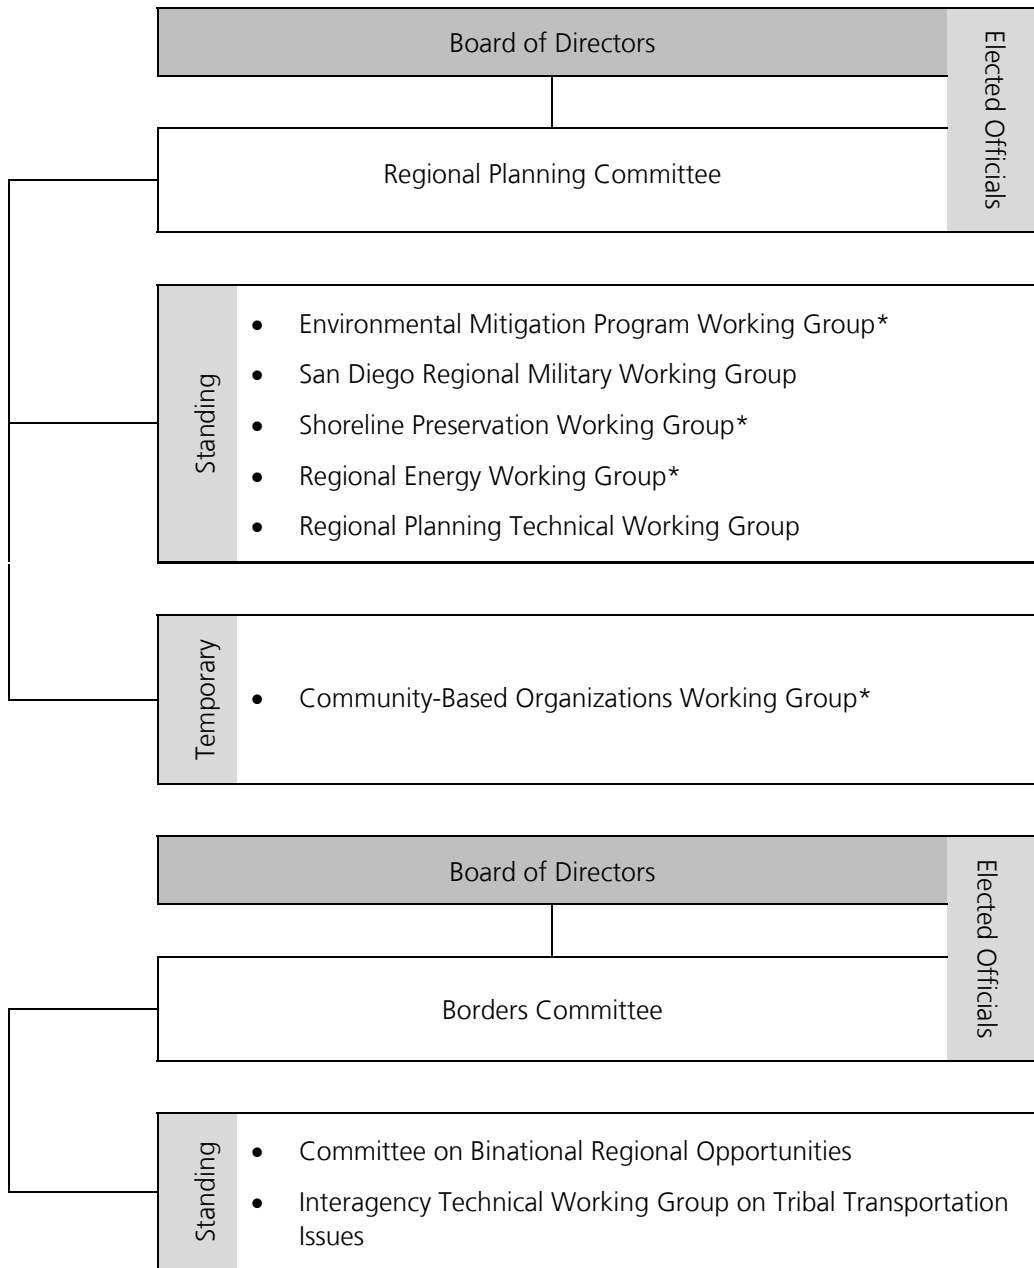 Board of Directors
Elected Officials
Regional Planning Committee
Standing
• Environmental Mitigation Program Working Group*
• San Diego Regional Military Working Group
• Shoreline Preservation Working Group*
• Regional Energy Working Group*
• Regional Planning Technical Working Group
Temporary
• Community-Based Organizations Working Group*
Board of Directors
Elected Officials
Borders Committee
Standing
• Committee on Binational Regional Opportunities
• Interagency Technical Working Group on Tribal Transportation
Issues